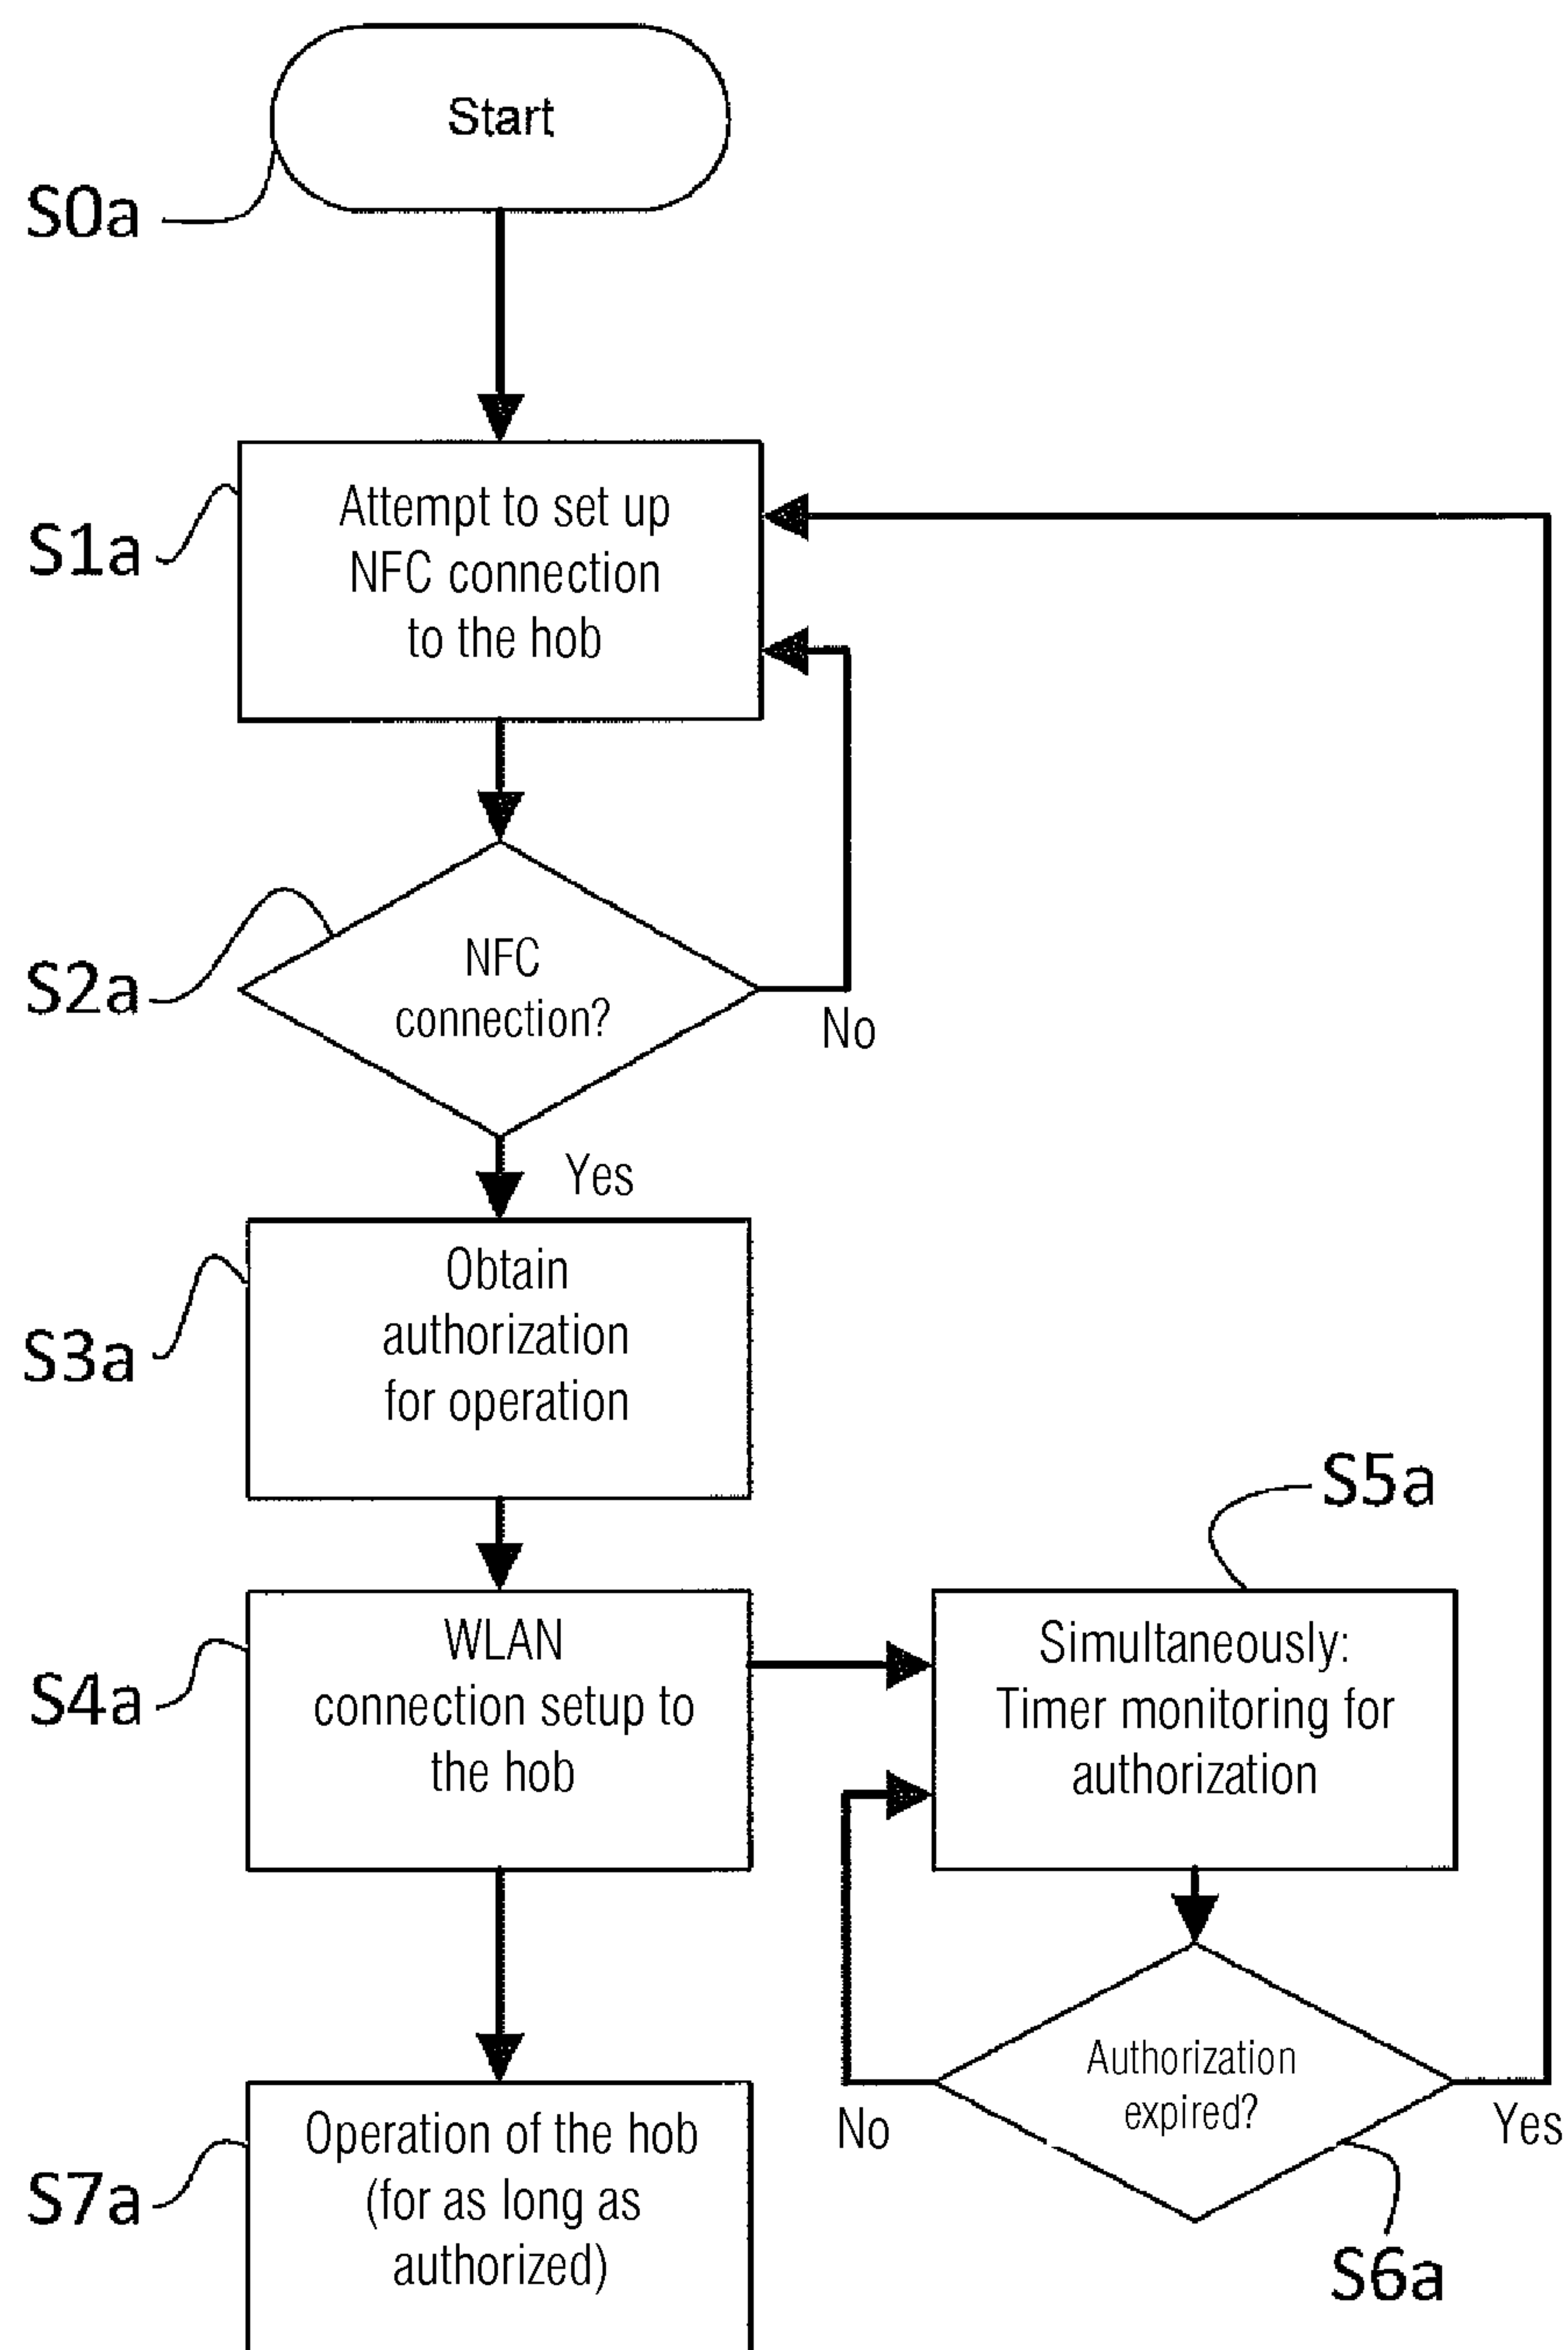 Start
S0a
Attempt to set up
NFC connection
to the hob
S1a
NFC
connection?
S2a
No
Yes
Obtain
authorization
for operation
S3a
S5a
WLAN
connection setup to
the hob
S4a
Simultaneously:
Timer monitoring for
authorization
Authorization
expired?
No
Yes
Operation of the hob
(for as long as
authorized)
S7a
S6a